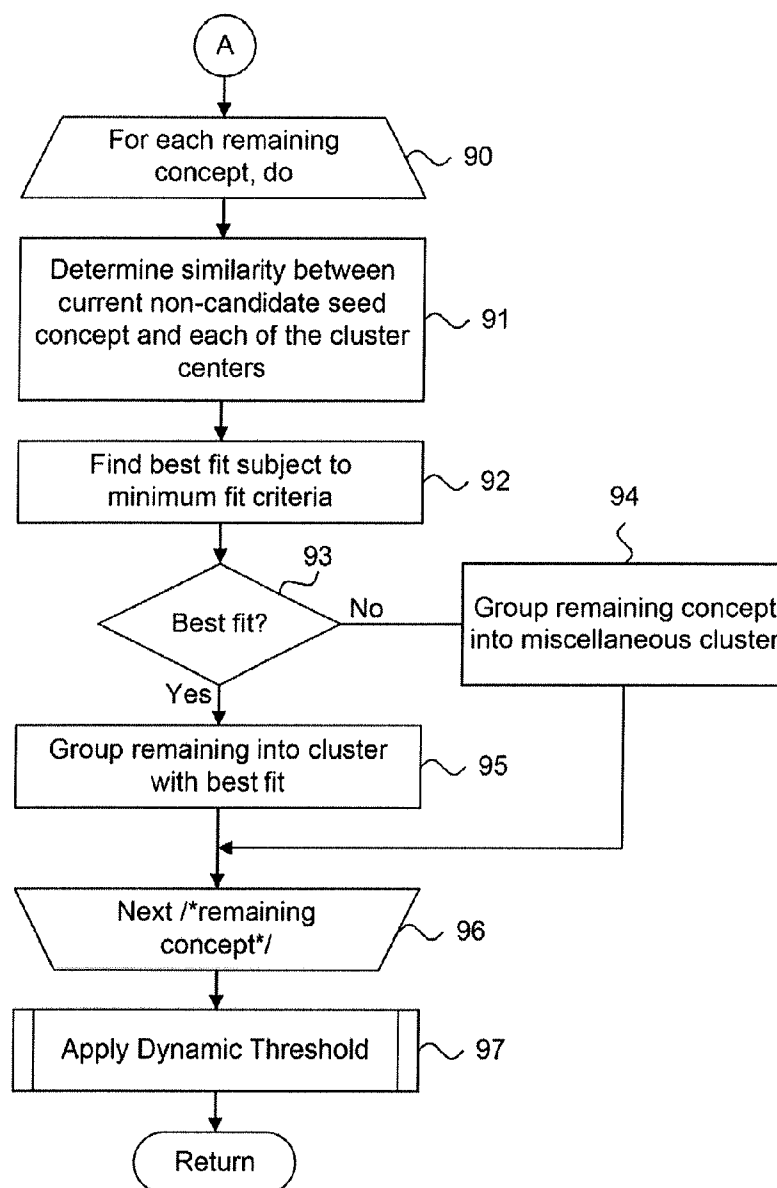 A
For each remaining
concept, do
90
Determine similarity between
current non-candidate seed
concept and each of the cluster
centers
91
Find best fit subject to
minimum fit criteria
92
93
Best fit?
No
Yes
94
Group remaining concept
into miscellaneous cluster
Group remaining into cluster
with best fit
95
Next /*remaining
concept*/
96
Apply Dynamic Threshold
97
Return